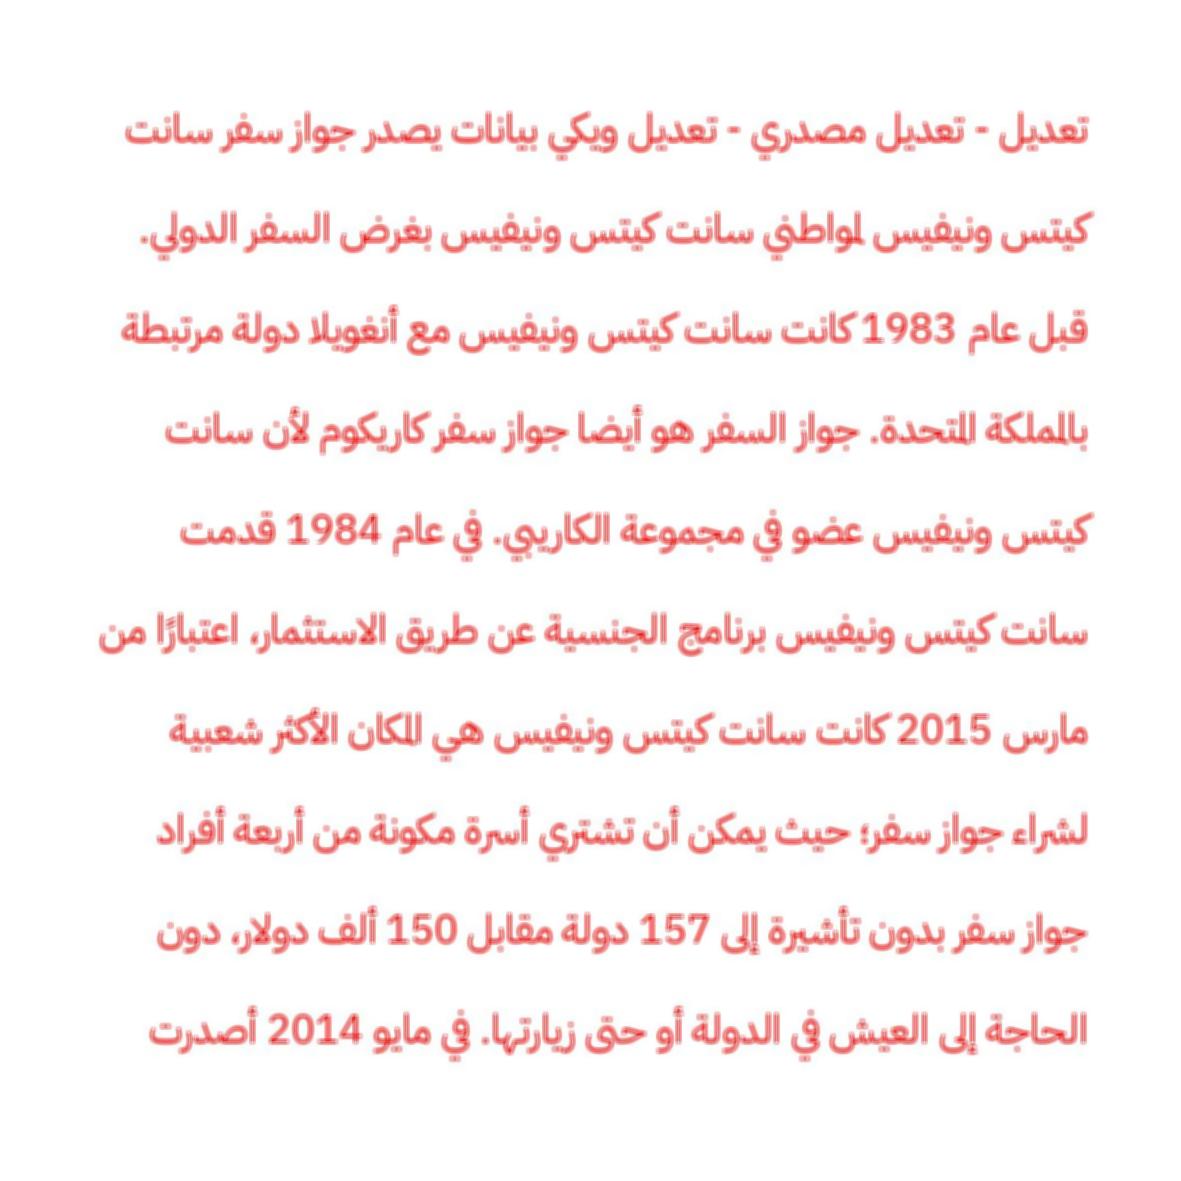 تعديل - تعديل مصدري - تعديل ويكي بيانات يصدر جواز سفر سانت
كيتس ونيفيس لمواطني سانت كيتس ونيفيس بغرض السفر الدولي.
قبل عام 1983 كانت سانت كيتس ونيفيس مع أنغويلا دولة مرتبطة
بالمملكة المتحدة. جواز السفر هو أيضا جواز سفر كاريكوم لأن سانت
كيتس ونيفيس عضو في مجموعة الكاريبي. في عام 1984 قدمت
سانت كيتس ونيفيس برنامج الجنسية عن طريق الاستثمار، اعتبارًا من
مارس 2015 كانت سانت كيتس ونيفيس هي المكان الأكثر شعبية
لشراء جواز سفر؛ حيث يمكن أن تشتري أسرة مكونة من أربعة أفراد
جواز سفر بدون تأشيرة إلى 157 دولة مقابل 150 ألف دولار، دون
الحاجة إلى العيش في الدولة أو حتى زيارتها. في مايو 2014 أصدرت